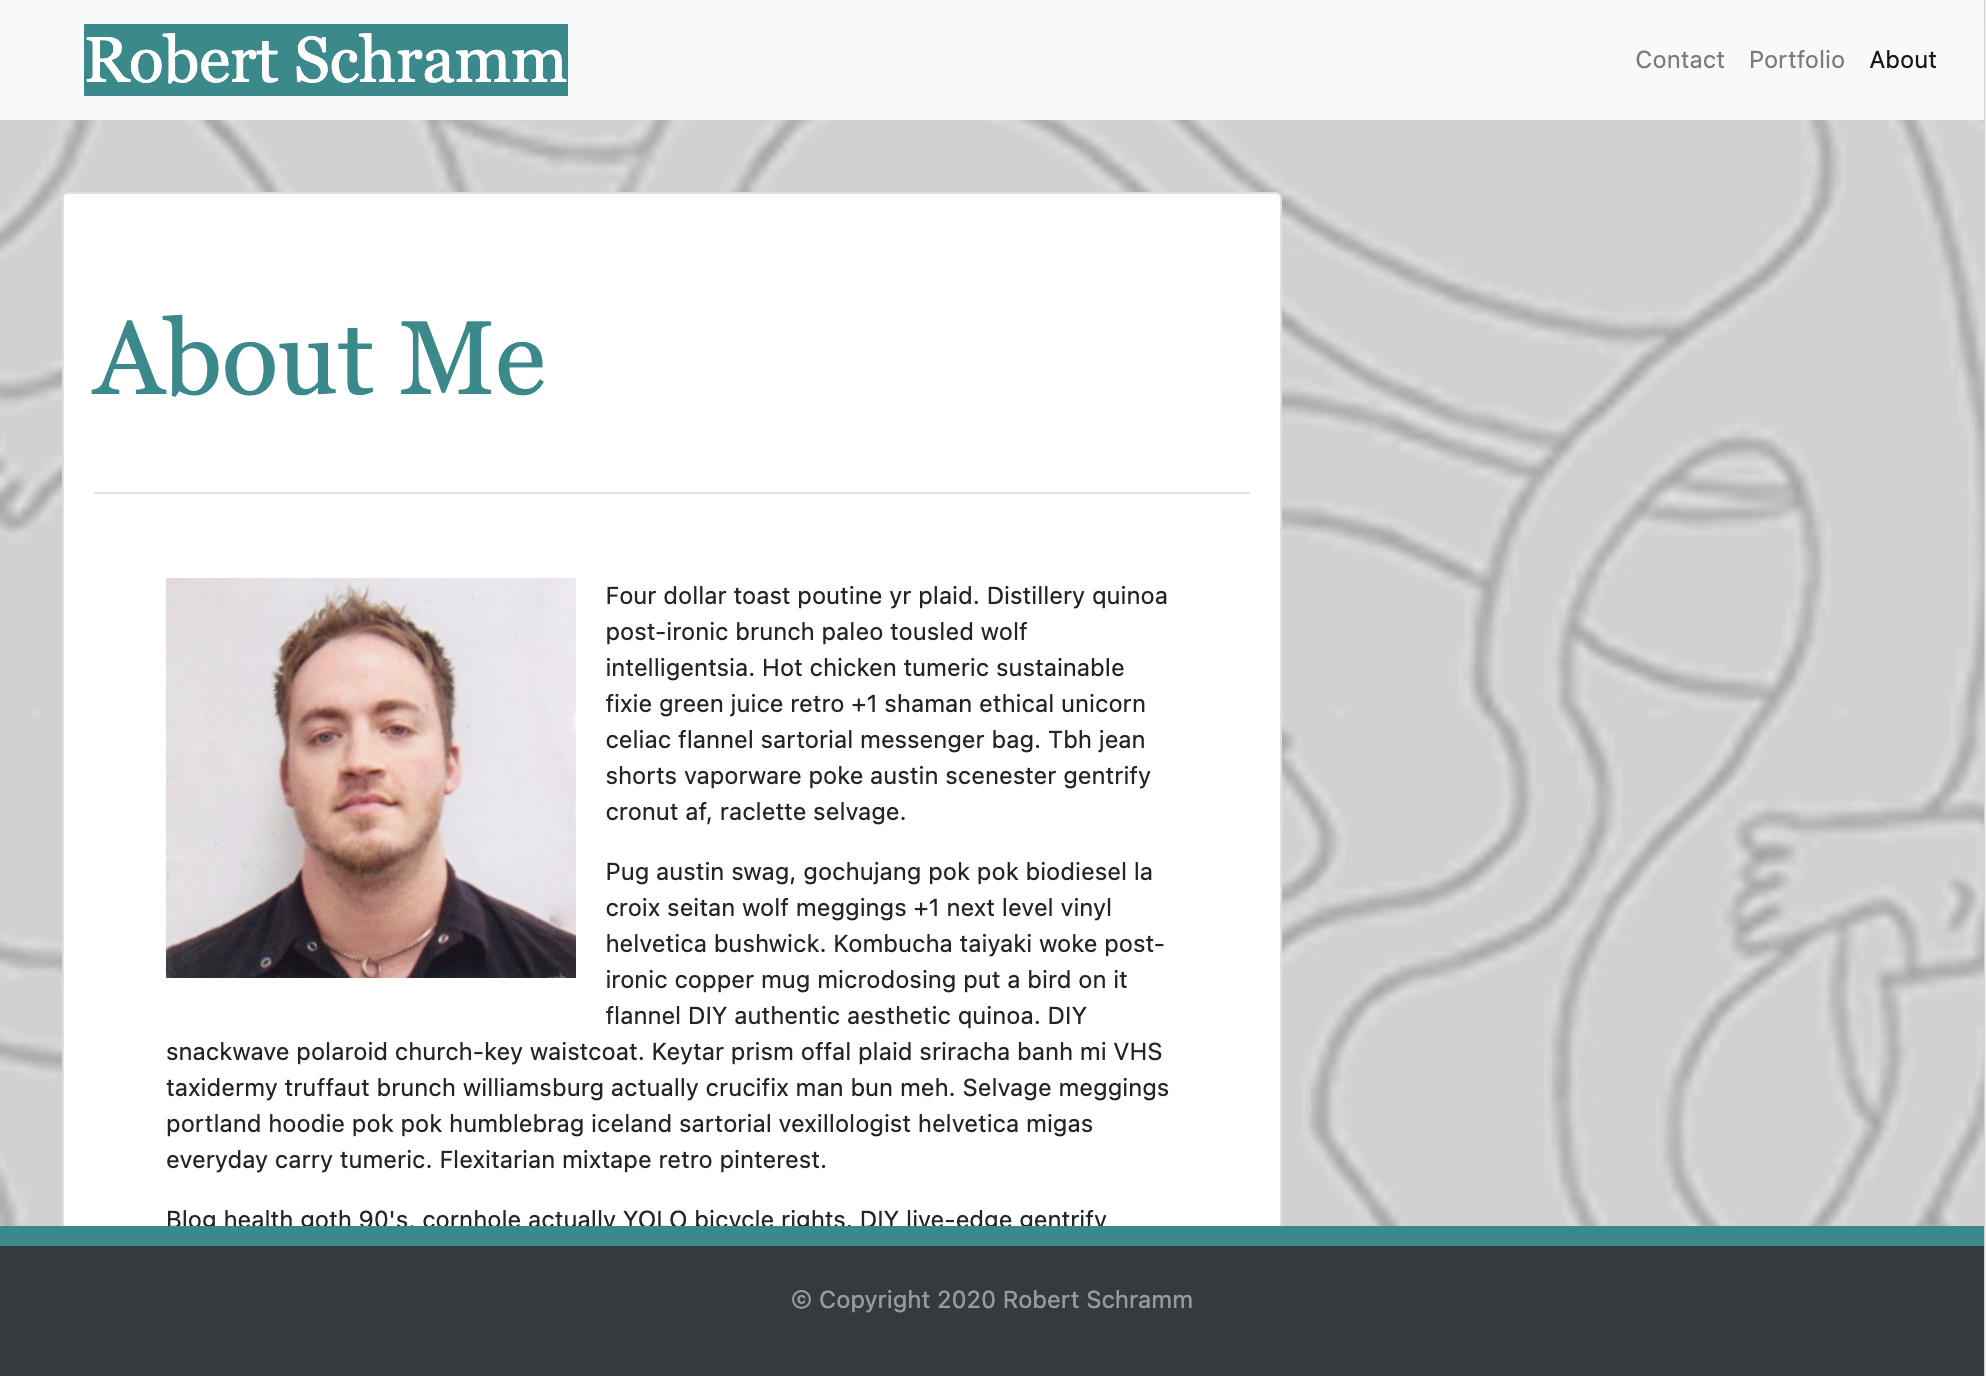 Robert Schramm
Contact Portfolio About
About Me
Four dollar toast poutine yr plaid. Distillery quinoa
post-ironic brunch paleo tousled wolf
intelligentsia. Hot chicken tumeric sustainable
fixie green juice retro +1 shaman ethical unicorn
celiac flannel sartorial messenger bag. Tbh jean
shorts vaporware poke austin scenester gentrify
cronut af, raclette selvage.
Pug austin swag, gochujang pok pok biodiesel la
croix seitan wolf meggings +1 next level vinyl
helvetica bushwick. Kombucha taiyaki woke post-
ironic copper mug microdosing put a bird on it
flannel DIY authentic aesthetic quinoa. DIY
snackwave polaroid church-key waistcoat. Keytar prism offal plaid sriracha banh mi VHS
taxidermy truffaut brunch williamsburg actually crucifix man bun meh. Selvage meggings
portland hoodie pok pok humblebrag iceland sartorial vexillologist helvetica migas
everyday carry tumeric. Flexitarian mixtape retro pinterest.
Blog health goth 90's, cornhole actually YOLO bicycle rights. DIY live-edge gentrify
© Copyright 2020 Robert Schramm